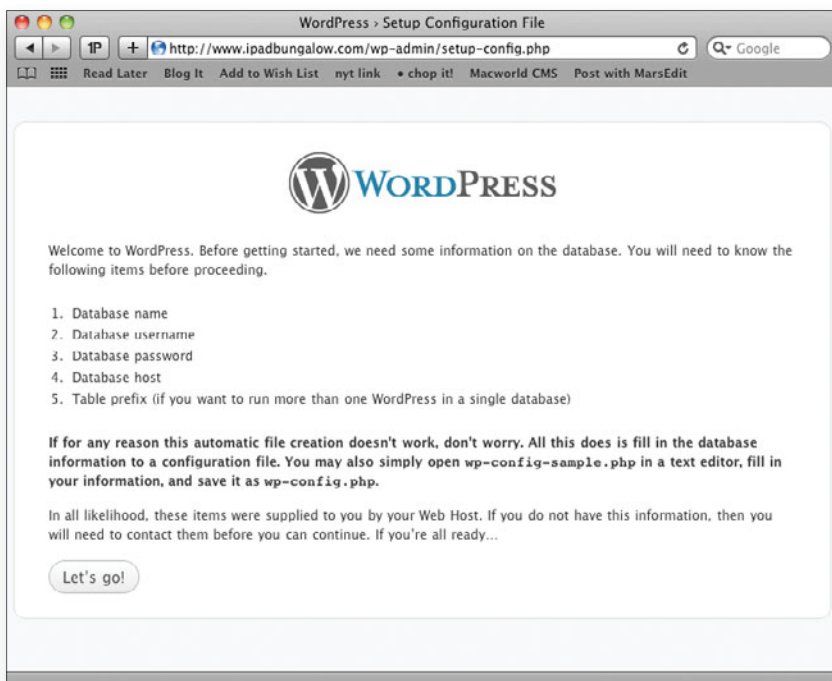 WordPress › Setup Configuration File
1P + http://www.ipadbungalow.com/wp-admin/setup-config.php Google
Read Later Blog It Add to Wish List nyt link • chop it! Macworld CMS Post with MarsEdit
WORDPRESS
Welcome to WordPress. Before getting started, we need some information on the database. You will need to know the
following items before proceeding.
1. Database name
2. Database username
3. Database password
4. Database host
5. Table prefix (if you want to run more than one WordPress in a single database)
If for any reason this automatic file creation doesn't work, don't worry. All this does is fill in the database
information to a configuration file. You may also simply open wp-config-sample.php in a text editor, fill in
your information, and save it as wp-config.php.
In all likelihood, these items were supplied to you by your Web Host. If you do not have this information, then you
will need to contact them before you can continue. If you're all ready…
Let's go!